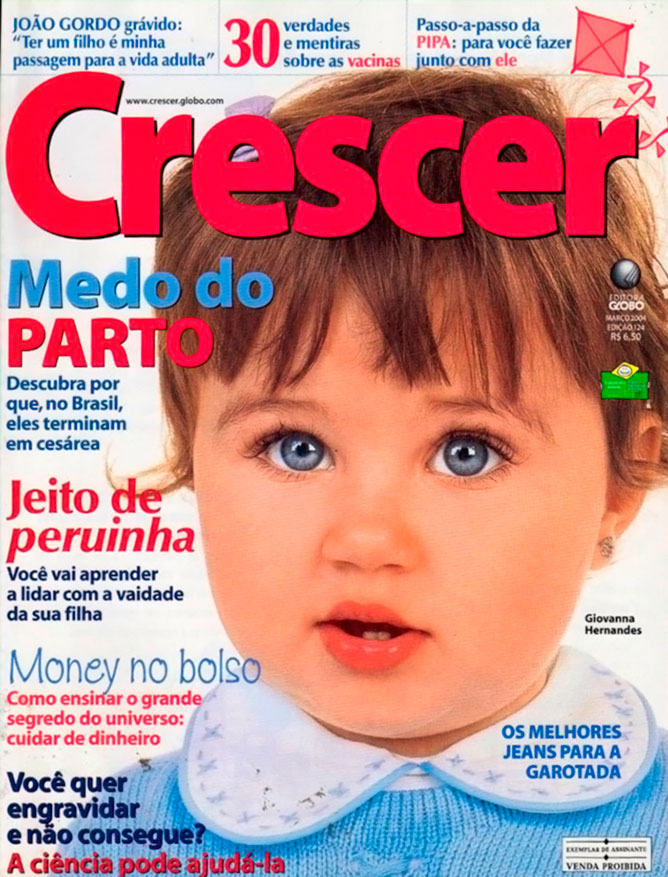 JOÃO GORDO grávido:
"Ter um filho é minha
passagem para a vida adulta"
30 verdades
e mentiras
sobre as vacinas
Passo-a-passo da
PIPA: para você fazer
junto com ele
www.crescer.globo.com
Crescer
Medo do
PARTO
Descubra por
que, no Brasil,
eles terminam
em cesárea
EDITORA
GLOBO
MARÇO 2004
EDIÇÃO 124
R$ 6,50
Jeito de
peruinha
Você vai aprender
a lidar com a vaidade
da sua filha
Giovanna
Hernandes
Money no bolso
Como ensinar o grande
segredo do universo:
cuidar de dinheiro
OS MELHORES
JEANS PARA A
GAROTADA
Você quer
engravidar
e não consegue?
A ciência pode ajudá-la
EXEMPLAR DE ASSINANTE
VENDA PROIBIDA